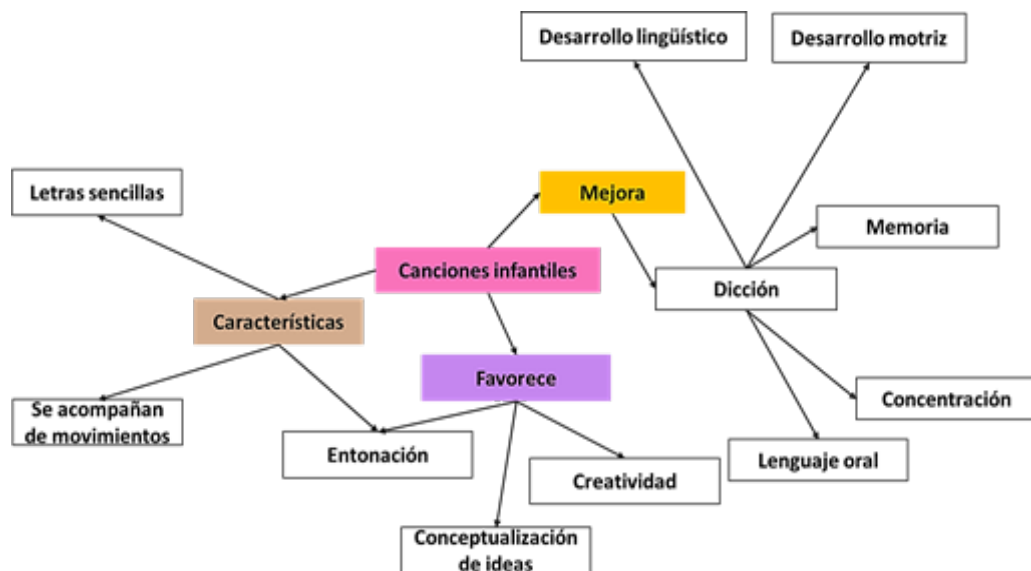 Desarrollo lingüístico
Desarrollo motriz
Letras sencillas
Mejora
Memoria
Canciones infantiles
Dicción
Características
Favorece
Concentración
Se acompañan
de movimientos
Entonación
Lenguaje oral
Creatividad
Conceptualización
de ideas